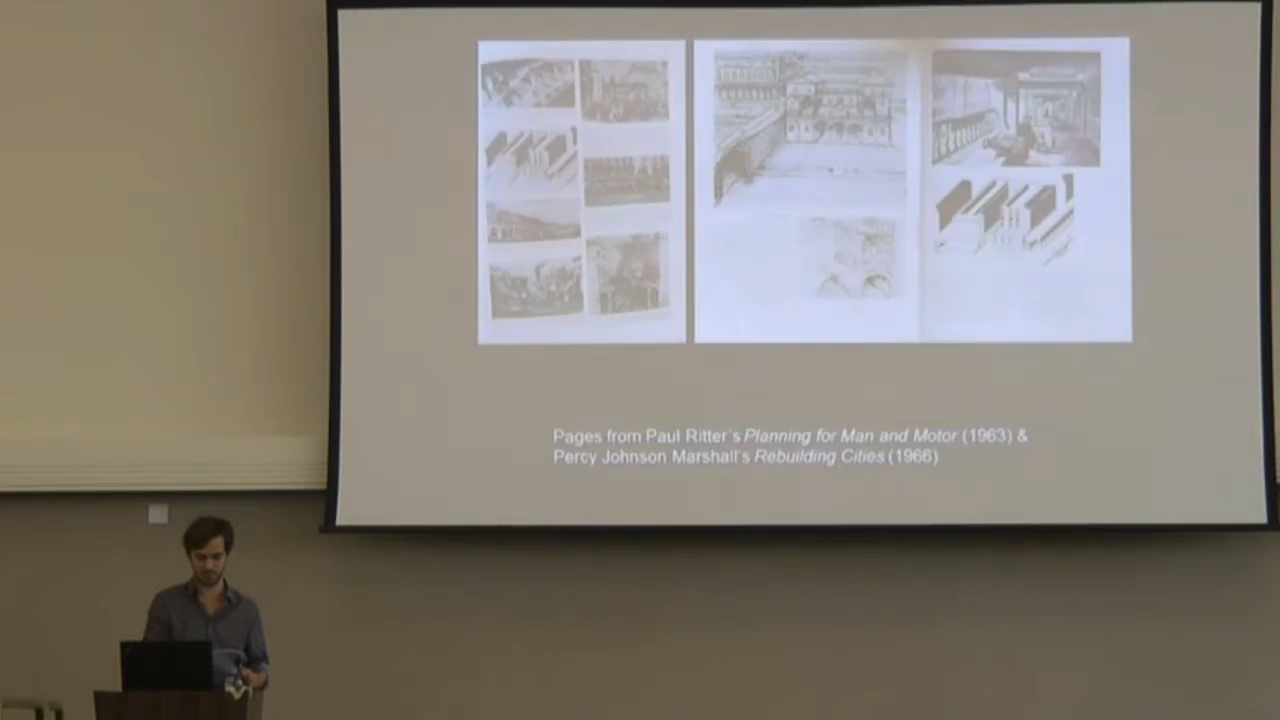 Pages from Paul Ritter's Planning for Man and Motor (1963) &
Percy Johnson Marshall's Rebuilding Cities (1966)